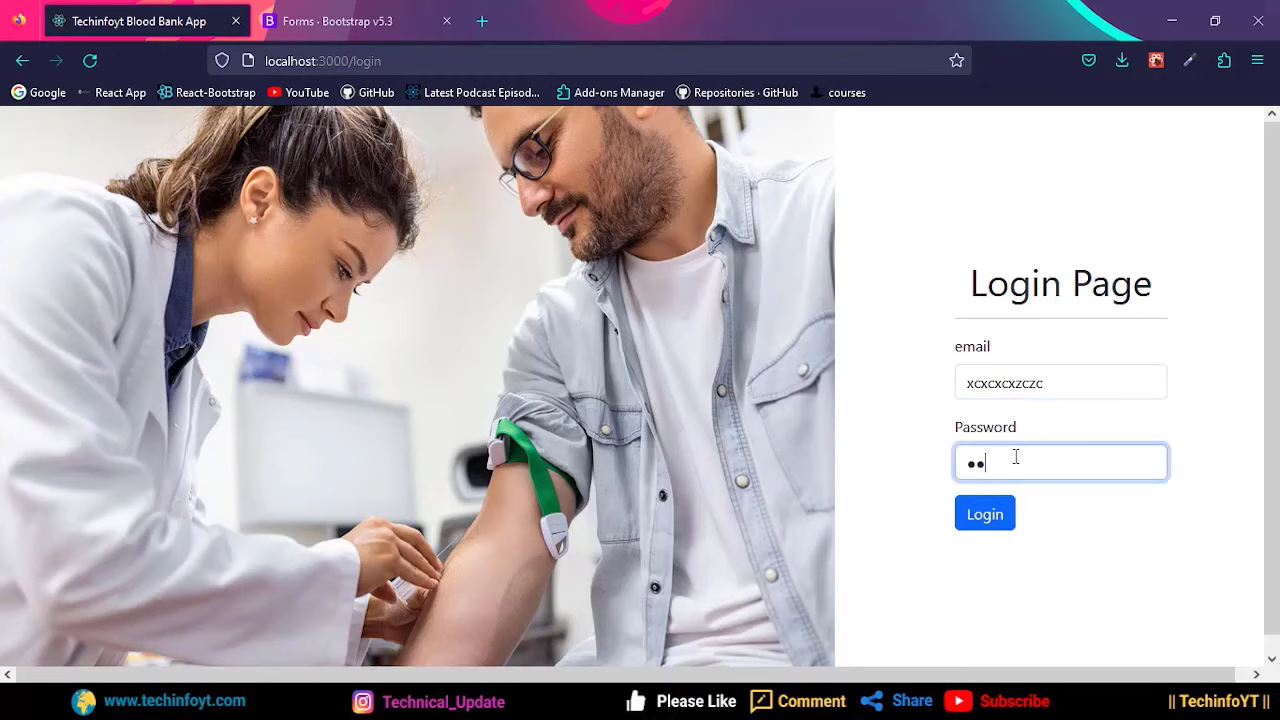 Techinfoyt Blood Bank App
Forms · Bootstrap v5.3
localhost:3000/login
Google
React App
React-Bootstrap
YouTube
GitHub
Latest Podcast Episod...
Add-ons Manager
Repositories · GitHub
courses
Login Page
email
xcxcxcxzczc
Password
Login
www.techinfoyt.com
Technical_Update
Please Like
Comment
Share
Subscribe
|| TechinfoYT ||